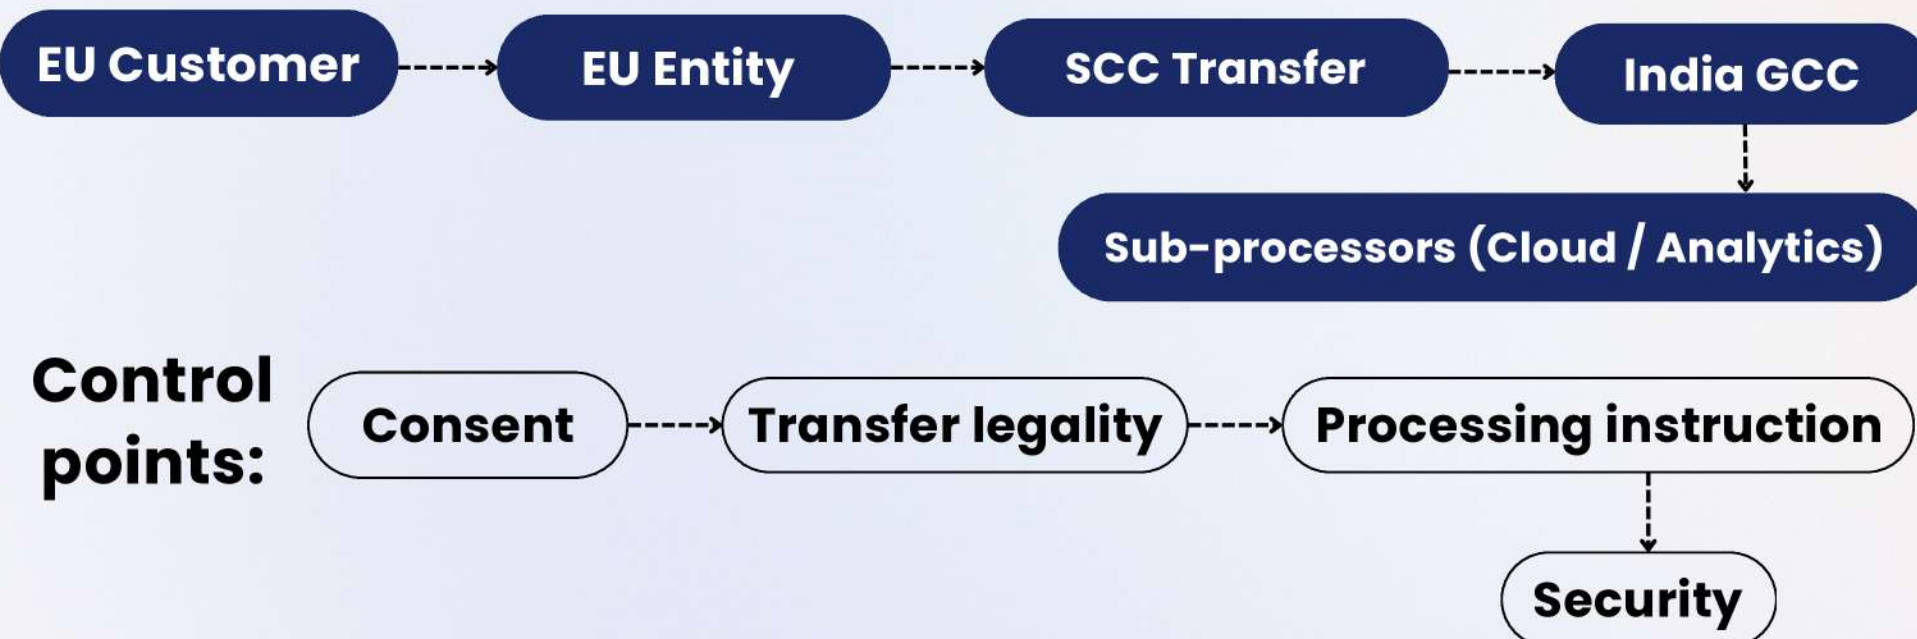 EU Customer
EU Entity
SCC Transfer
India GCC
Sub-processors (Cloud / Analytics)
Control
points:
Consent
Transfer legality
Processing instruction
Security